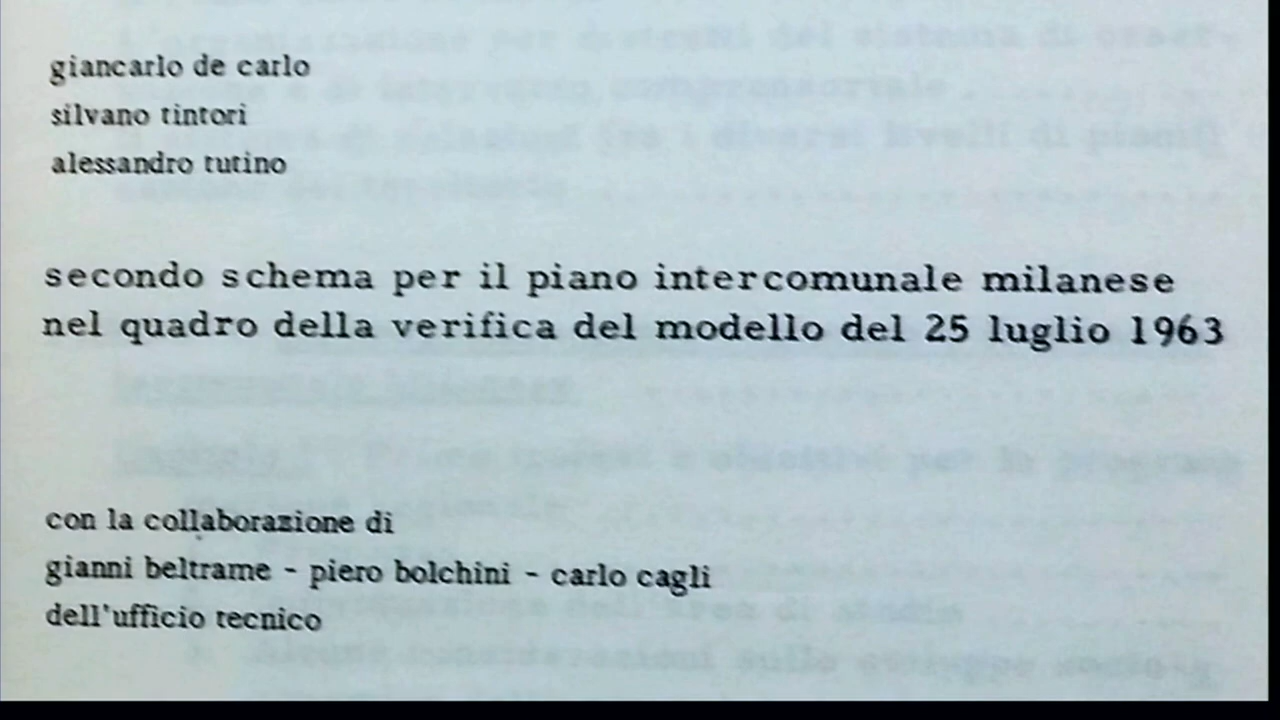 giancarlo de carlo
silvano tintori
alessandro tutino
secondo schema per il piano intercomunale milanese
nel quadro della verifica del modello del 25 luglio 1963
con la collaborazione di
gianni beltrame - piero bolchini - carlo cagli
dell'ufficio tecnico